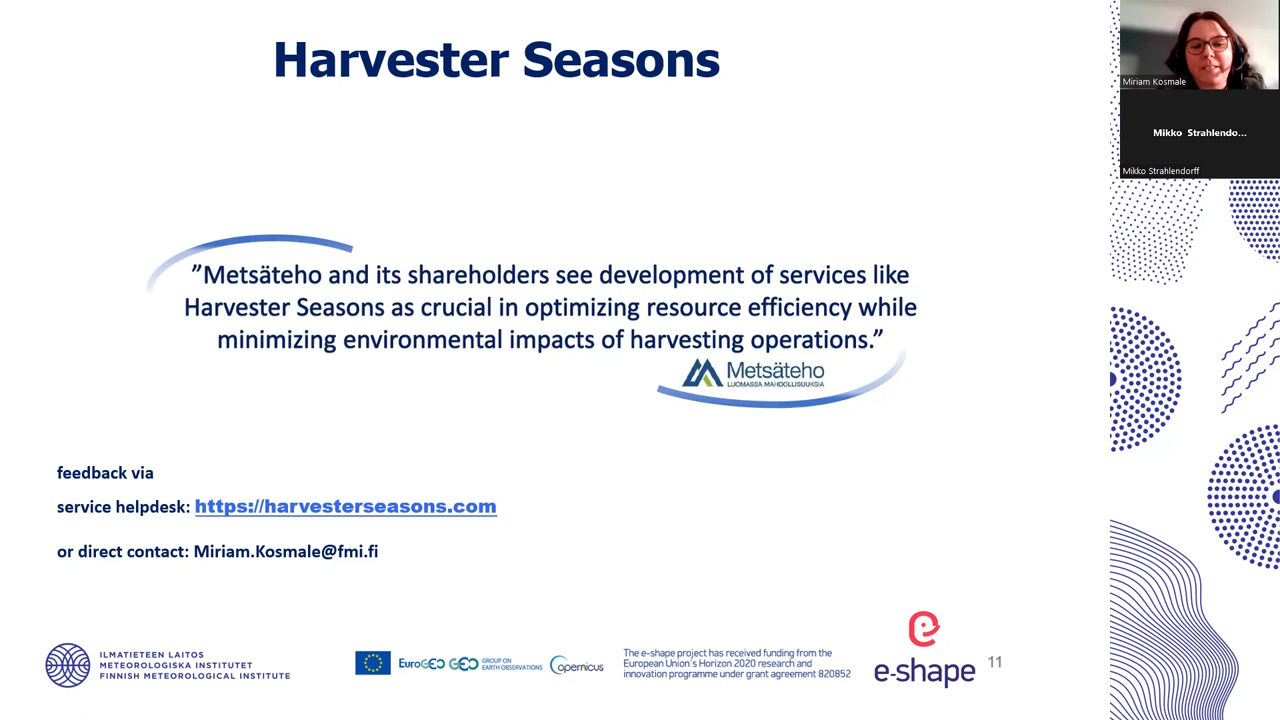 Harvester Seasons
Miriam Kosmale
Mikko Strahlendo...
Mikko Strahlendorff
”Metsäteho and its shareholders see development of services like
Harvester Seasons as crucial in optimizing resource efficiency while
minimizing environmental impacts of harvesting operations.”
Metsäteho
LUOMASSA MAHDOLLISUUKSIA
feedback via
service helpdesk: https://harvesterseasons.com
or direct contact: Miriam.Kosmale@fmi.fi
ILMATIETEEN LAITOS
METEOROLOGISKA INSTITUTET
FINNISH METEOROLOGICAL INSTITUTE
EuroGEO
GEO
GROUP ON
EARTH OBSERVATIONS
opernicus
The e-shape project has received funding from the
European Union's Horizon 2020 research and
innovation programme under grant agreement 820852
e
e-shape
11